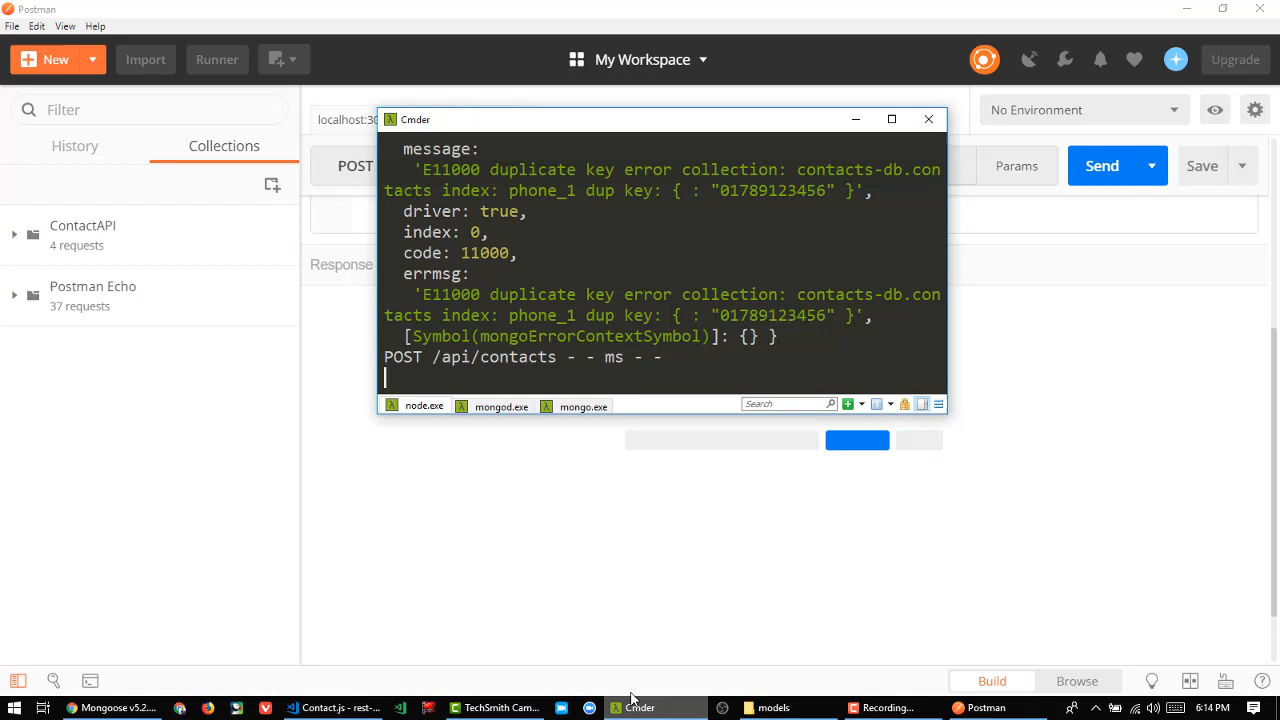 Postman
File Edit View Help
New Import Runner My Workspace Upgrade
Filter
History Collections
ContactAPI
4 requests
Postman Echo
37 requests
localhost:30
No Environment
POST Params Send Save
Response
Cmder
message:
'E11000 duplicate key error collection: contacts-db.con
tacts index: phone_1 dup key: { : "01789123456" }',
driver: true,
index: 0,
code: 11000,
errmsg:
'E11000 duplicate key error collection: contacts-db.con
tacts index: phone_1 dup key: { : "01789123456" }',
[Symbol(mongoErrorContextSymbol)]: {} }
POST /api/contacts - - ms - -
node.exe mongod.exe mongo.exe Search
Build Browse
Mongoose v5.2.... Contact.js - rest-... TechSmith Cam... Cmder models Recording... Postman 6:14 PM